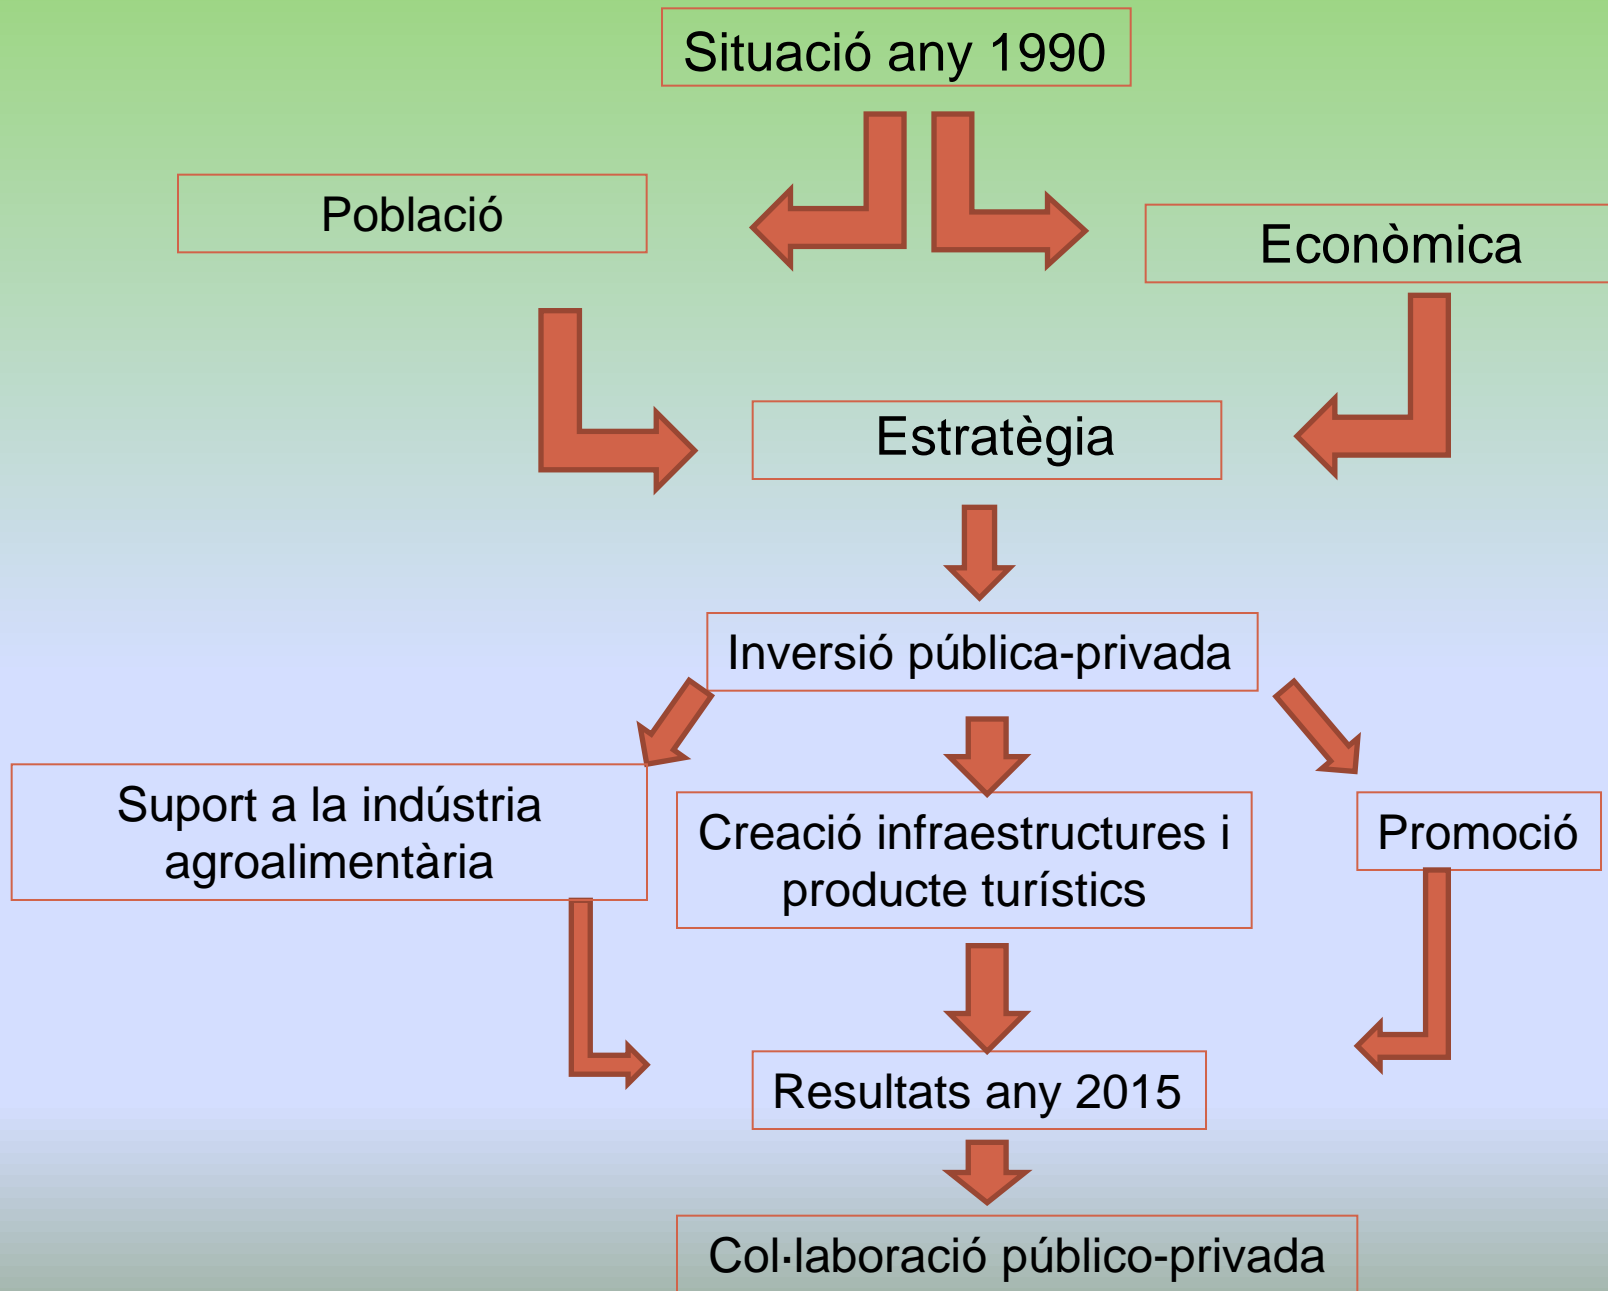 Situació any 1990
Població
Econòmica
Estratègia
Inversió pública-privada
Suport a la indústria
agroalimentària
Creació infraestructures i
producte turístics
Promoció
Resultats any 2015
Col·laboració público-privada